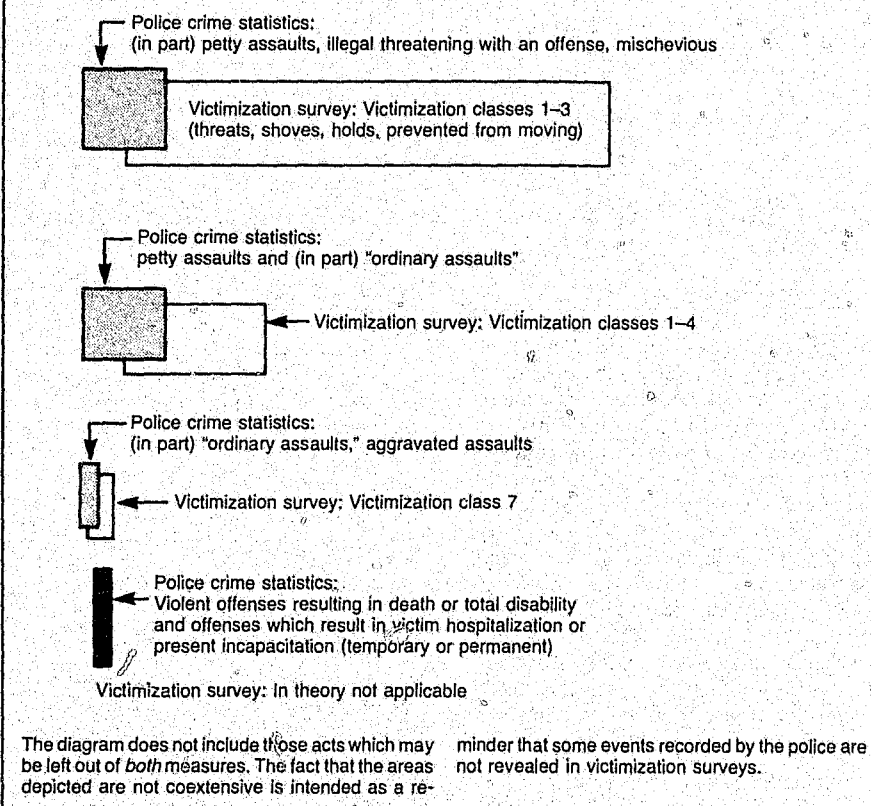 Police crime statistics:
(in part) petty assaults, illegal threatening with an offense, mischevious
Victimization survey: Victimization classes 1–3
(threats, shoves, holds, prevented from moving)
Police crime statistics:
petty assaults and (in part) "ordinary assaults"
Victimization survey: Victimization classes 1–4
Police crime statistics:
(in part) "ordinary assaults," aggravated assaults
Victimization survey: Victimization class 7
Police crime statistics:
Violent offenses resulting in death or total disability
and offenses which result in victim hospitalization or
present incapacitation (temporary or permanent)
Victimization survey: In theory not applicable
The diagram does not include those acts which may
be left out of both measures. The fact that the areas
depicted are not coextensive is intended as a re-
minder that some events recorded by the police are
not revealed in victimization surveys.